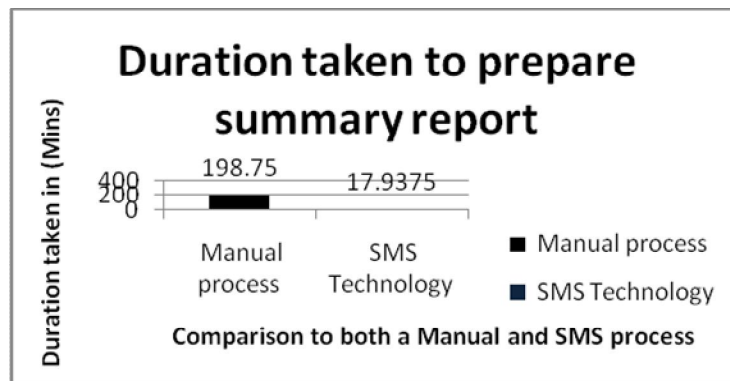 Duration taken to prepare
summary report
Duration taken in (Mins)
198.75
17.9375
400
200
0
Manual
process
SMS
Technology
Manual process
SMS Technology
Comparison to both a Manual and SMS process